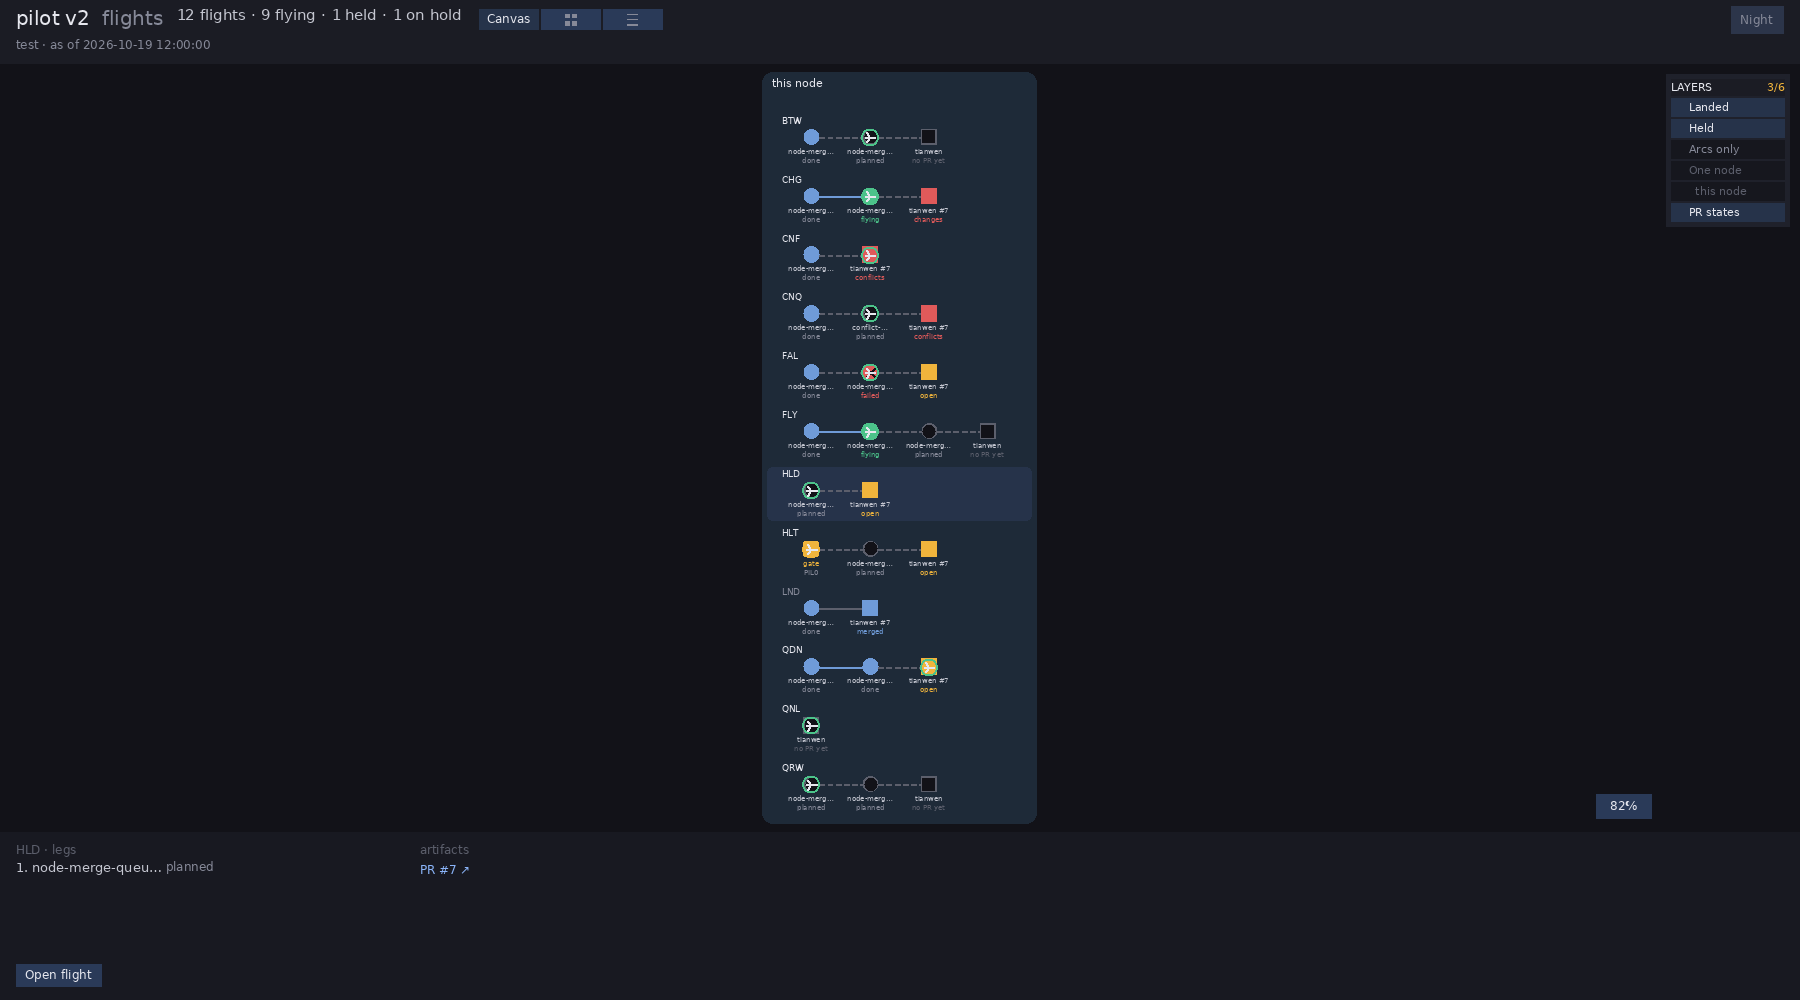 pilot v2 flights 12 flights · 9 flying · 1 held · 1 on hold Canvas Night
test · as of 2026-10-19 12:00:00
this node
LAYERS 3/6
Landed
Held
Arcs only
One node
this node
PR states
BTW
node-merg... node-merg... tianwen
done planned no PR yet
CHG
node-merg... node-merg... tianwen #7
done flying changes
CNF
node-merg... tianwen #7
done conflicts
CNQ
node-merg... conflict-... tianwen #7
done planned conflicts
FAL
node-merg... node-merg... tianwen #7
done failed open
FLY
node-merg... node-merg... node-merg... tianwen
done flying planned no PR yet
HLD
node-merg... tianwen #7
planned open
HLT
gate node-merg... tianwen #7
PILO planned open
LND
node-merg... tianwen #7
done merged
QDN
node-merg... node-merg... tianwen #7
done done open
QNL
tianwen
no PR yet
QRW
node-merg... node-merg... tianwen
planned planned no PR yet
82%
HLD · legs
1. node-merge-queu... planned
artifacts
PR #7 ↗
Open flight